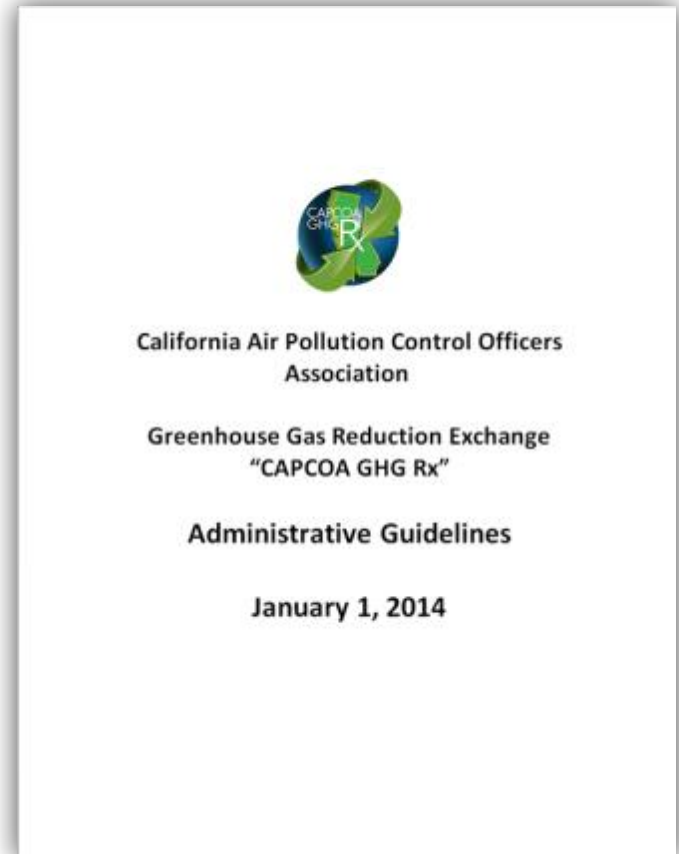 CAPCOA
GHG Rx
California Air Pollution Control Officers
Association
Greenhouse Gas Reduction Exchange
“CAPCOA GHG Rx”
Administrative Guidelines
January 1, 2014